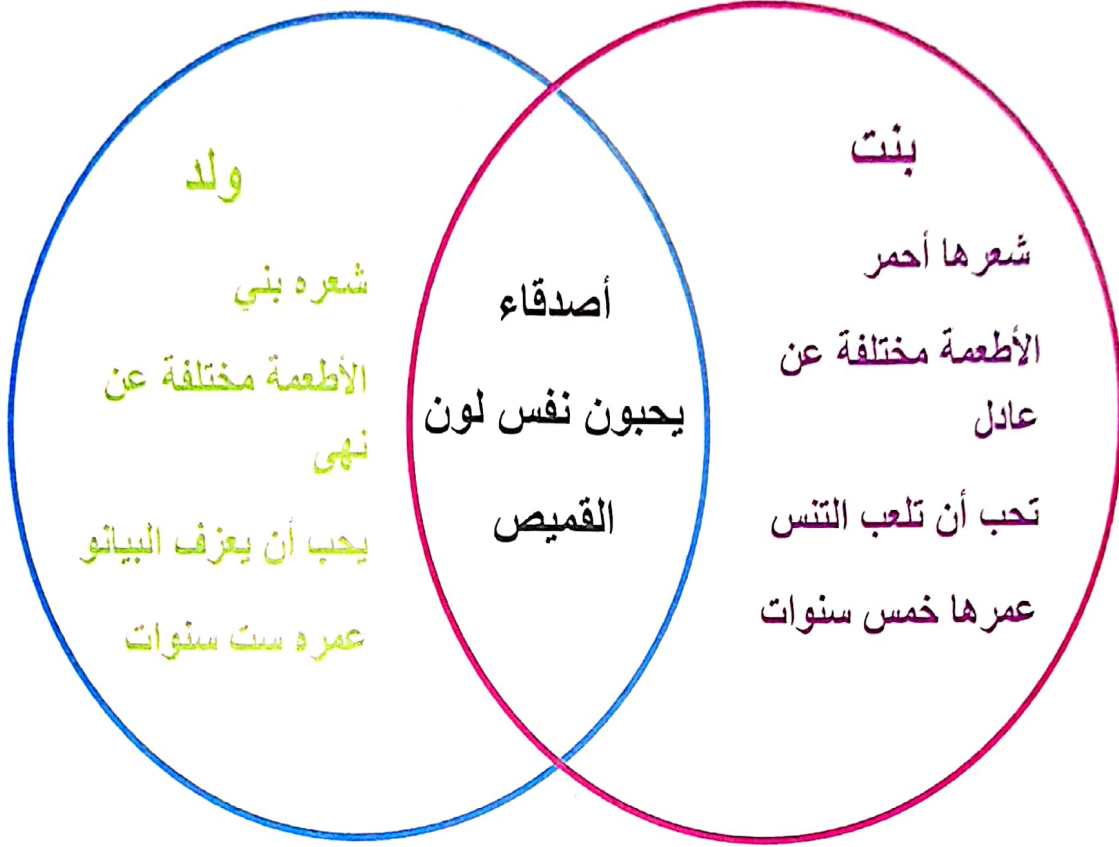 بنت
شعرها أحمر
الأطعمة مختلفة عن
عادل
تحب أن تلعب التنس
عمرها خمس سنوات
أصدقاء
يحبون نفس لون
القميص
ولد
شعره بني
الأطعمة مختلفة عن
نهى
يحب أن يعزف البيانو
عمره ست سنوات